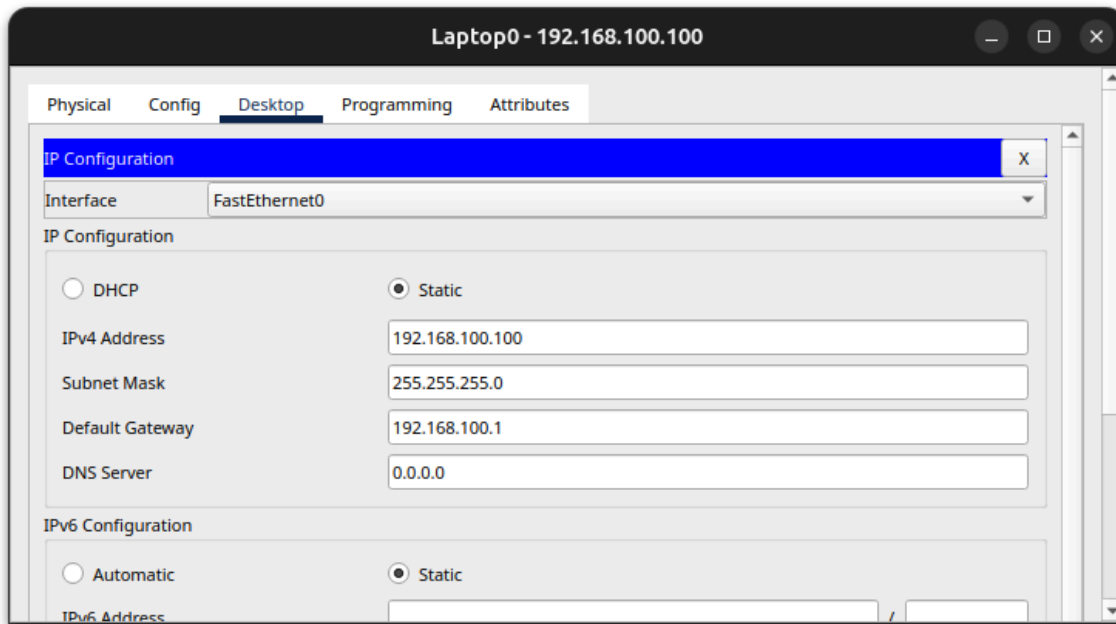 Laptop0 - 192.168.100.100
Physical Config Desktop Programming Attributes
IP Configuration X
Interface FastEthernet0
IP Configuration
DHCP Static
IPv4 Address 192.168.100.100
Subnet Mask 255.255.255.0
Default Gateway 192.168.100.1
DNS Server 0.0.0.0
IPv6 Configuration
Automatic Static
IPv6 Address /